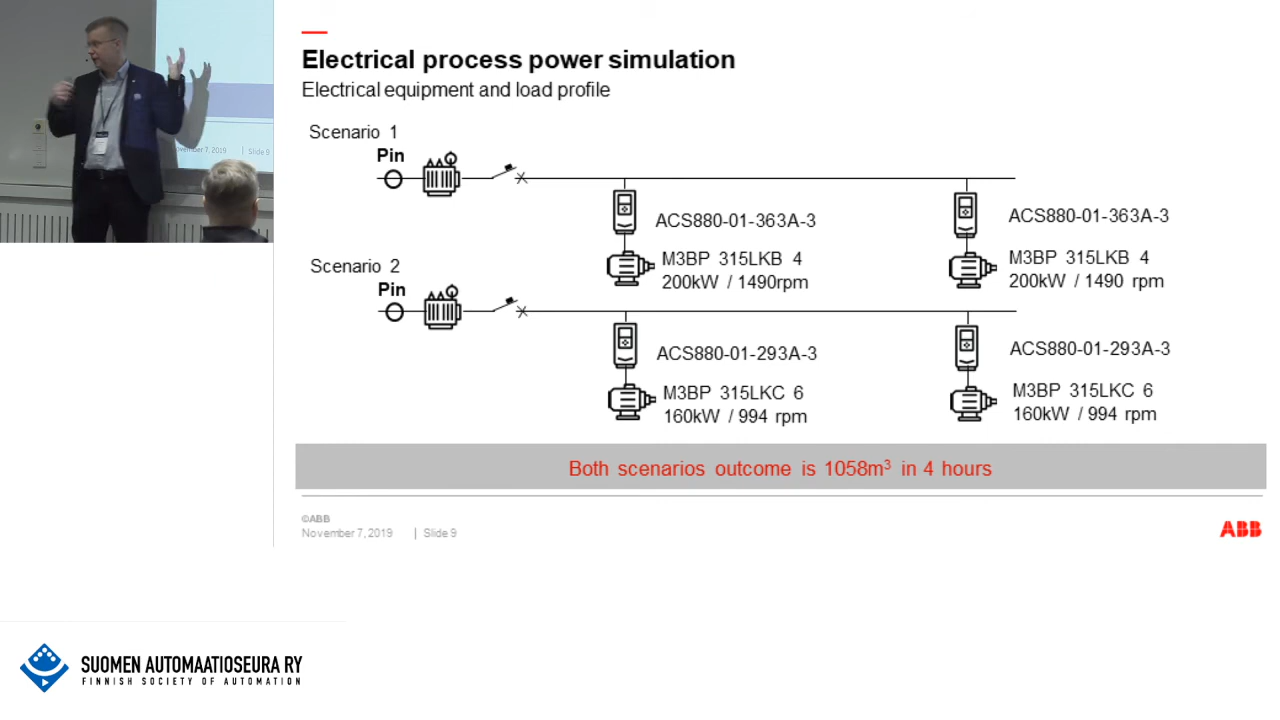 Electrical process power simulation
Electrical equipment and load profile
Scenario 1
Pin
ACS880-01-363A-3
M3BP 315LKB 4
200kW / 1490rpm
ACS880-01-363A-3
M3BP 315LKB 4
200kW / 1490 rpm
Scenario 2
Pin
ACS880-01-293A-3
M3BP 315LKC 6
160kW / 994 rpm
ACS880-01-293A-3
M3BP 315LKC 6
160kW / 994 rpm
Both scenarios outcome is 1058m³ in 4 hours
©ABB
November 7, 2019 | Slide 9
ABB
2019 | Slide 9
SUOMEN AUTOMAATIOSEURA RY
FINNISH SOCIETY OF AUTOMATION